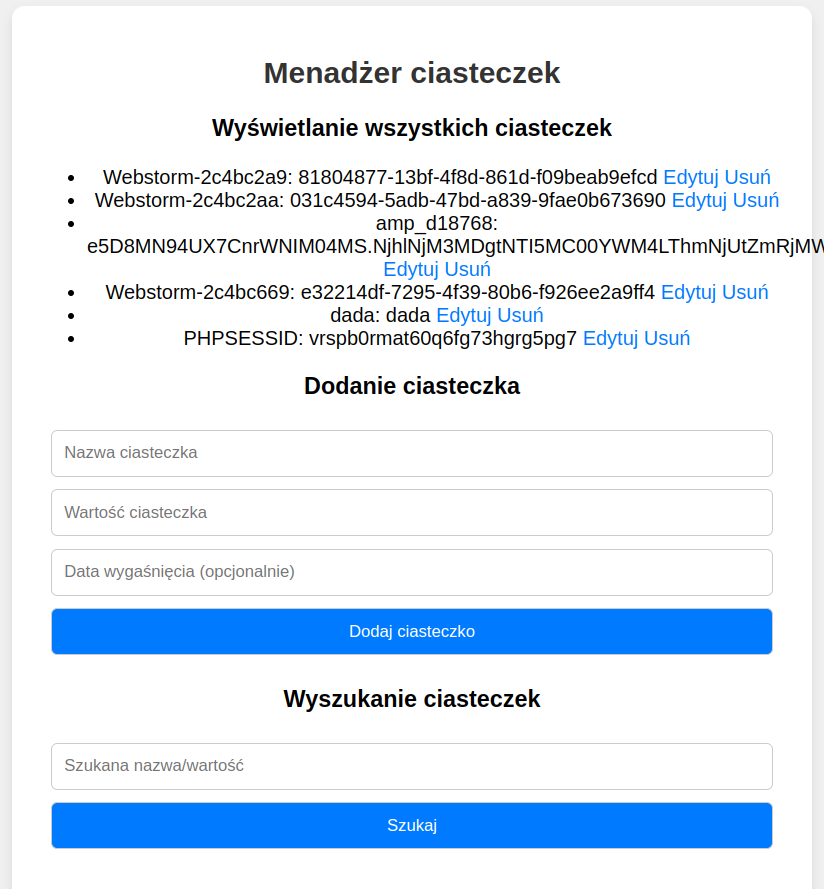 Menadżer ciasteczek
Wyświetlanie wszystkich ciasteczek
Webstorm-2c4bc2a9: 81804877-13bf-4f8d-861d-f09beab9efcd Edytuj Usuń
Webstorm-2c4bc2aa: 031c4594-5adb-47bd-a839-9fae0b673690 Edytuj Usuń
amp_d18768:
e5D8MN94UX7CnrWNIM04MS.NjhlNjM3MDgtNTI5MC00YWM4LThmNjUtZmRjMW
Edytuj Usuń
Webstorm-2c4bc669: e32214df-7295-4f39-80b6-f926ee2a9ff4 Edytuj Usuń
dada: dada Edytuj Usuń
PHPSESSID: vrspb0rmat60q6fg73hgrg5pg7 Edytuj Usuń
Dodanie ciasteczka
Nazwa ciasteczka
Wartość ciasteczka
Data wygaśnięcia (opcjonalnie)
Dodaj ciasteczko
Wyszukanie ciasteczek
Szukana nazwa/wartość
Szukaj